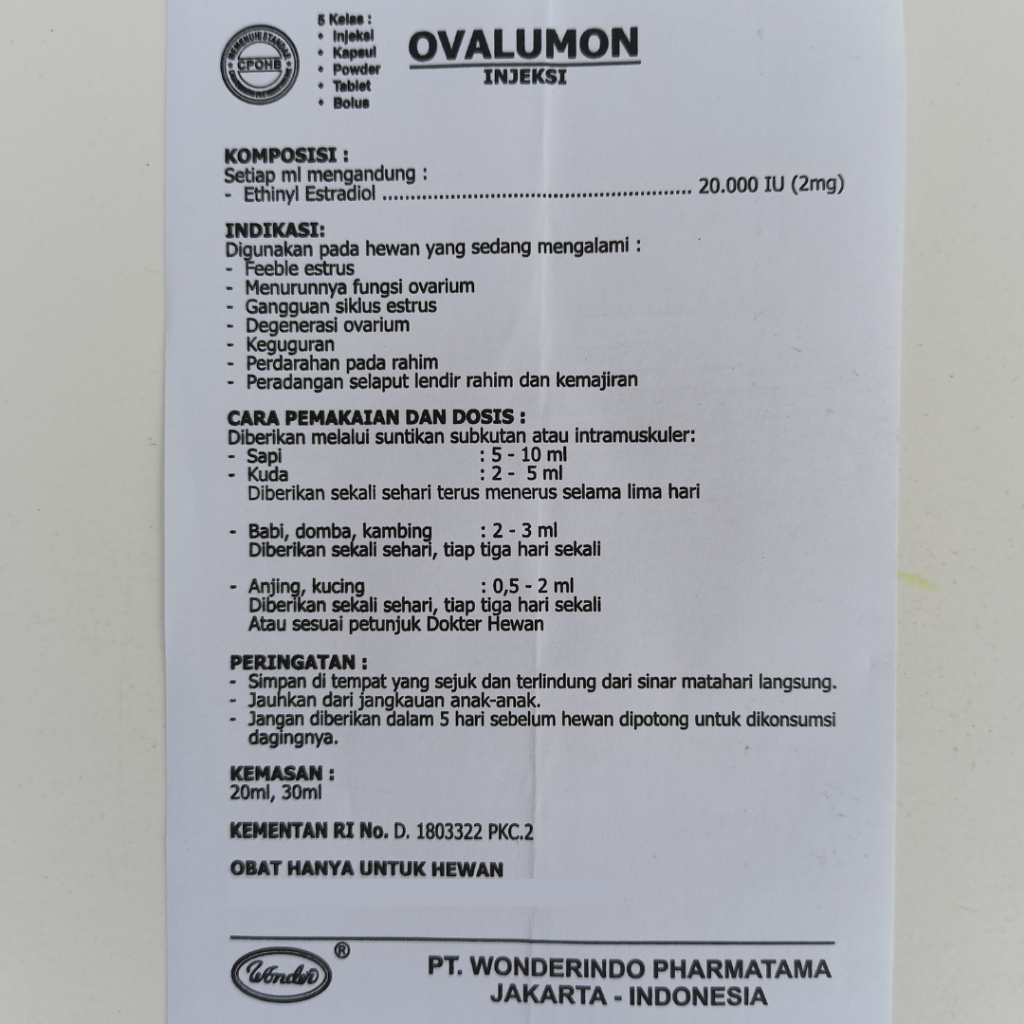 MEMENUHI STANDAR
CPOHB
5 Kelas :
• Injeksi
• Kapsul
• Powder
• Tablet
• Bolus
OVALUMON
INJEKSI
KOMPOSISI :
Setiap ml mengandung :
- Ethinyl Estradiol ........................................................ 20.000 IU (2mg)
INDIKASI:
Digunakan pada hewan yang sedang mengalami :
- Feeble estrus
- Menurunnya fungsi ovarium
- Gangguan siklus estrus
- Degenerasi ovarium
- Keguguran
- Perdarahan pada rahim
- Peradangan selaput lendir rahim dan kemajiran
CARA PEMAKAIAN DAN DOSIS :
Diberikan melalui suntikan subkutan atau intramuskuler:
- Sapi : 5 - 10 ml
- Kuda : 2 - 5 ml
Diberikan sekali sehari terus menerus selama lima hari
- Babi, domba, kambing : 2 - 3 ml
Diberikan sekali sehari, tiap tiga hari sekali
- Anjing, kucing : 0,5 - 2 ml
Diberikan sekali sehari, tiap tiga hari sekali
Atau sesuai petunjuk Dokter Hewan
PERINGATAN :
- Simpan di tempat yang sejuk dan terlindung dari sinar matahari langsung.
- Jauhkan dari jangkauan anak-anak.
- Jangan diberikan dalam 5 hari sebelum hewan dipotong untuk dikonsumsi
dagingnya.
KEMASAN :
20ml, 30ml
KEMENTAN RI No. D. 1803322 PKC.2
OBAT HANYA UNTUK HEWAN
Wonder ®
PT. WONDERINDO PHARMATAMA
JAKARTA - INDONESIA